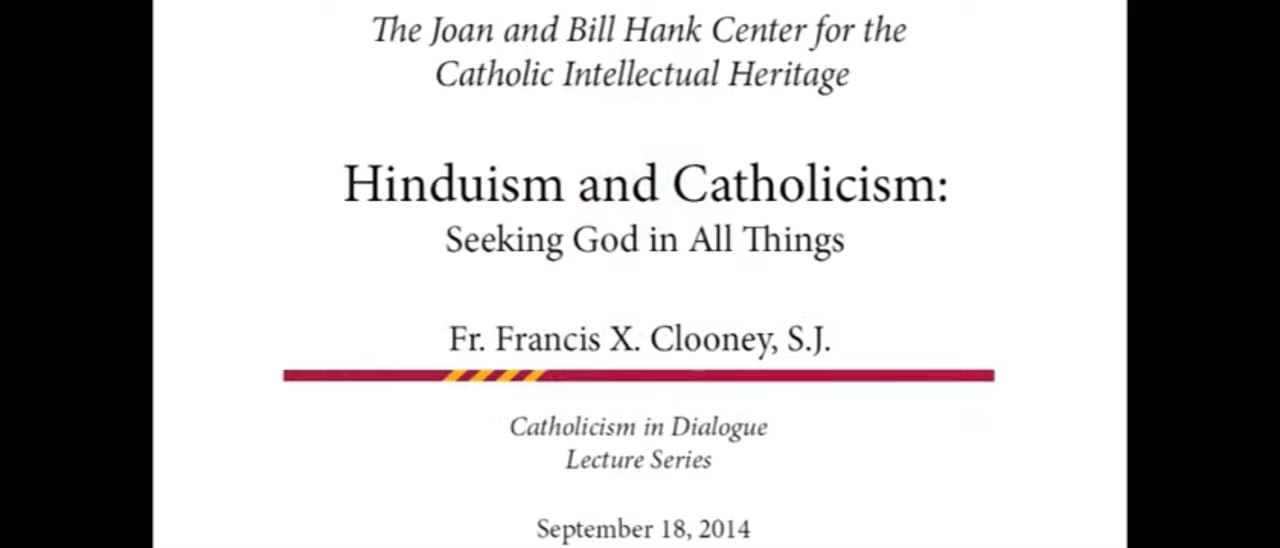 The Joan and Bill Hank Center for the
Catholic Intellectual Heritage
Hinduism and Catholicism:
Seeking God in All Things
Fr. Francis X. Clooney, S.J.
Catholicism in Dialogue
Lecture Series
September 18, 2014